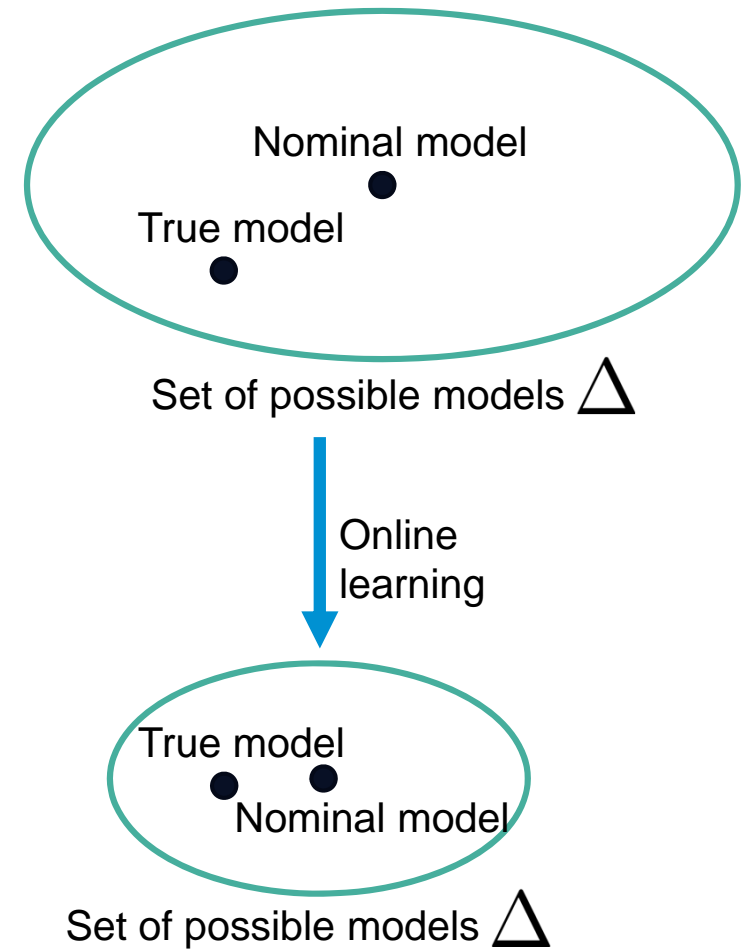 Nominal model
True model
Set of possible models Δ
Online
learning
True model
Nominal model
Set of possible models Δ